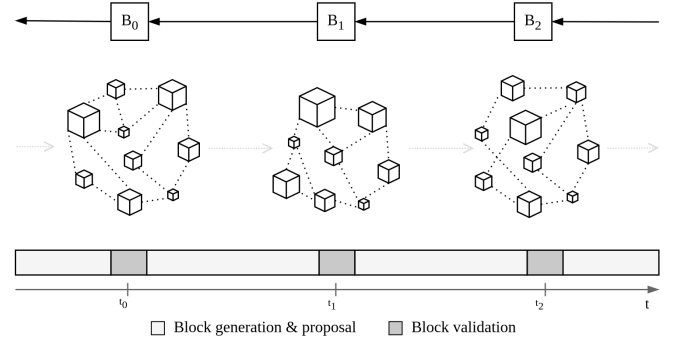 B0 B1 B2
t0 t1 t2 t
Block generation & proposal Block validation